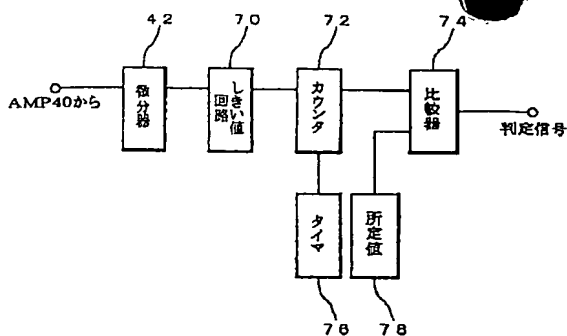 42
70
72
74
AMP40から
微分器
しきい値
回路
カウンタ
比較器
判定信号
タイマ
所定値
76
78